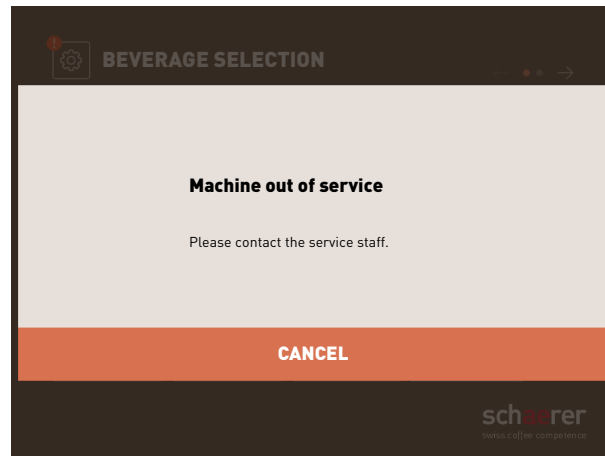 !
BEVERAGE SELECTION
Machine out of service
Please contact the service staff.
CANCEL
schaerer
swiss coffee competence